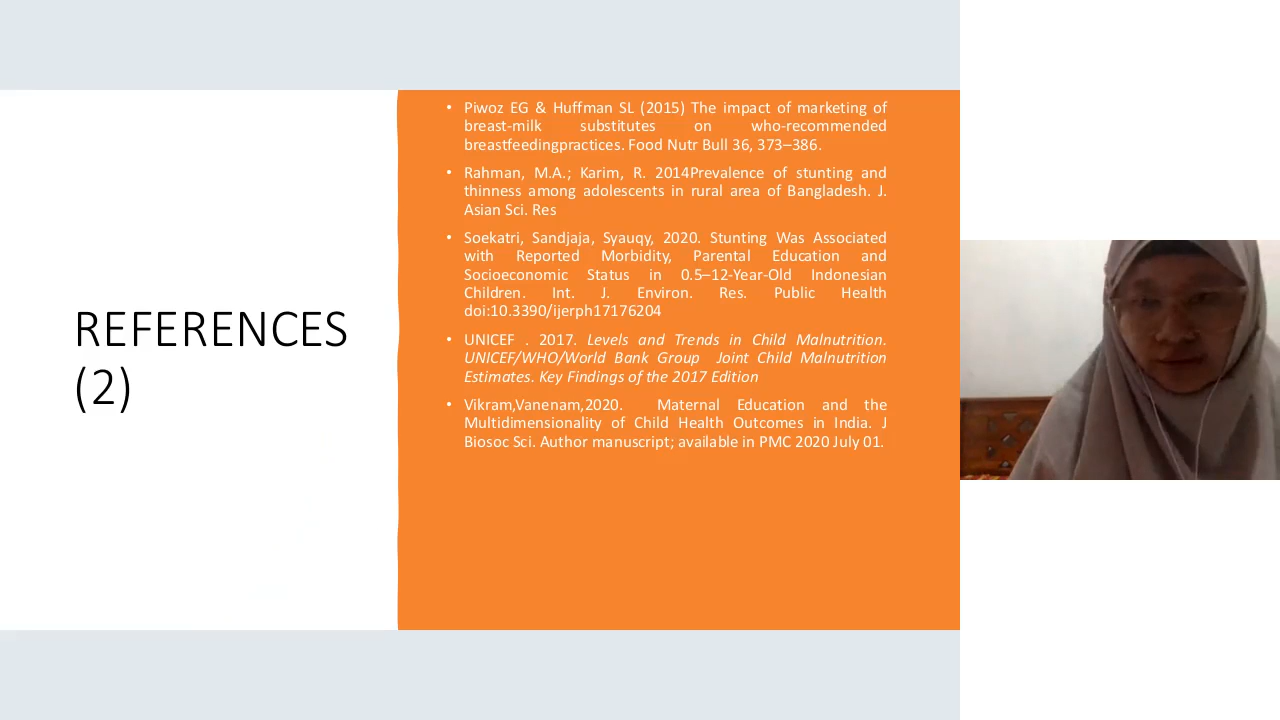 REFERENCES
(2)
• Piwoz EG & Huffman SL (2015) The impact of marketing of
breast-milk substitutes on who-recommended
breastfeedingpractices. Food Nutr Bull 36, 373–386.
• Rahman, M.A.; Karim, R. 2014Prevalence of stunting and
thinness among adolescents in rural area of Bangladesh. J.
Asian Sci. Res
• Soekatri, Sandjaja, Syauqy, 2020. Stunting Was Associated
with Reported Morbidity, Parental Education and
Socioeconomic Status in 0.5–12-Year-Old Indonesian
Children. Int. J. Environ. Res. Public Health
doi:10.3390/ijerph17176204
• UNICEF . 2017. Levels and Trends in Child Malnutrition.
UNICEF/WHO/World Bank Group Joint Child Malnutrition
Estimates. Key Findings of the 2017 Edition
• Vikram,Vanenam,2020. Maternal Education and the
Multidimensionality of Child Health Outcomes in India. J
Biosoc Sci. Author manuscript; available in PMC 2020 July 01.